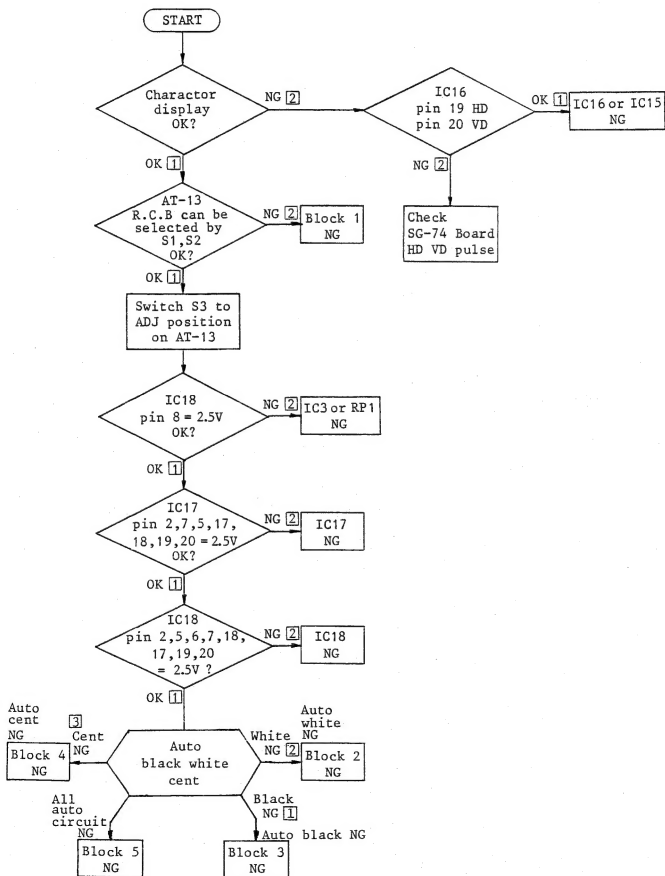 START
Charactor
display
OK?
NG 2
IC16
pin 19 HD
pin 20 VD
OK 1
IC16 or IC15
NG
NG 2
Check
SG-74 Board
HD VD pulse
OK 1
AT-13
R.C.B can be
selected by
S1,S2
OK?
NG 2
Block 1
NG
OK 1
Switch S3 to
ADJ position
on AT-13
IC18
pin 8 = 2.5V
OK?
NG 2
IC3 or RP1
NG
OK 1
IC17
pin 2,7,5,17,
18,19,20 = 2.5V
OK?
NG 2
IC17
NG
OK 1
IC18
pin 2,5,6,7,18,
17,19,20
= 2.5V ?
NG 2
IC18
NG
OK 1
Auto
black white
cent
Auto
cent
NG
3
Cent
NG
Block 4
NG
White
NG 2
Auto
white
NG
Block 2
NG
All
auto
circuit
NG
Block 5
NG
Black
NG 1
Auto black NG
Block 3
NG